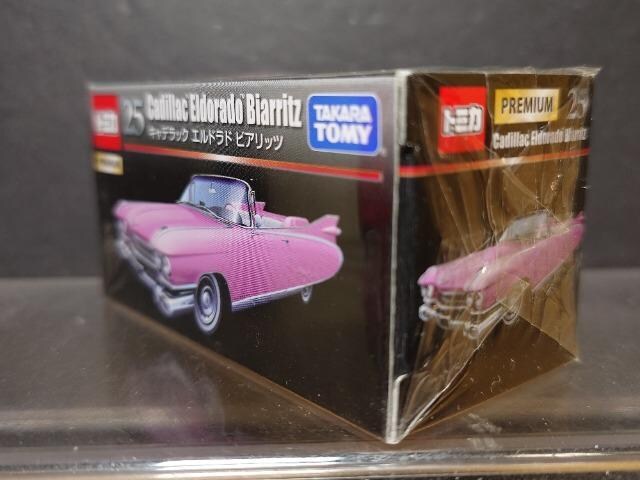 トミカ
25
Cadillac Eldorado Biarritz
キャデラック エルドラド ビアリッツ
TAKARA
TOMY
トミカ
PREMIUM
25
Cadillac Eldorado Biarritz